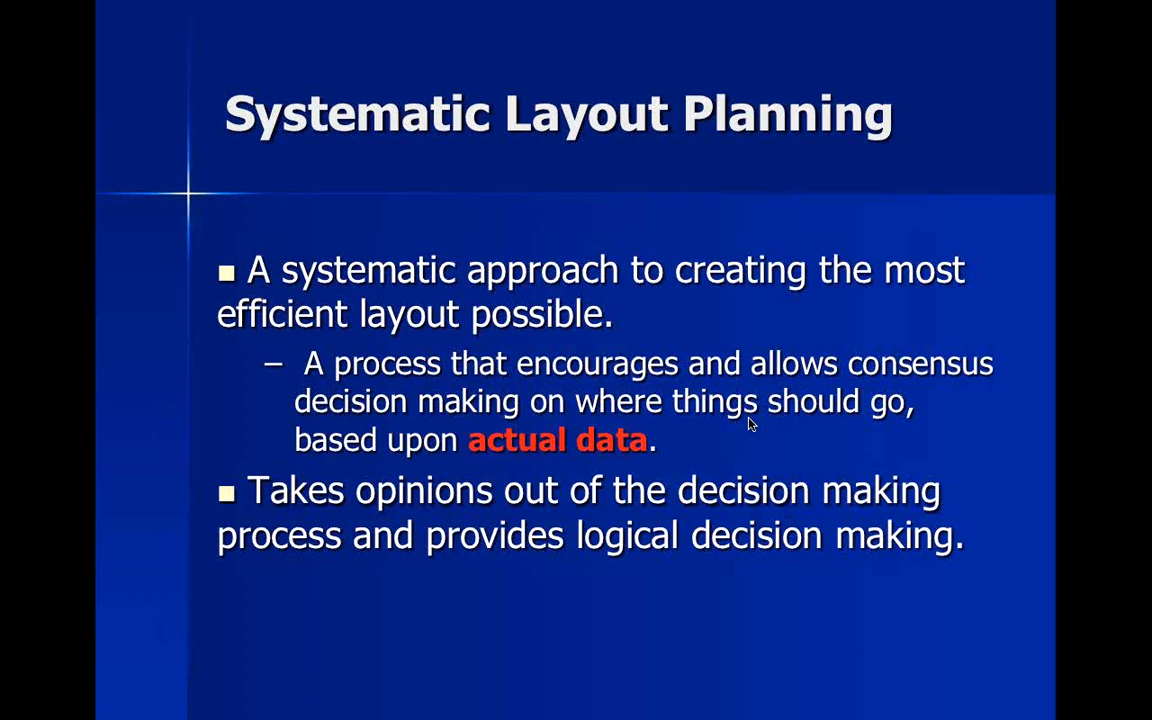 Systematic Layout Planning
■ A systematic approach to creating the most
efficient layout possible.
– A process that encourages and allows consensus
decision making on where things should go,
based upon actual data.
■ Takes opinions out of the decision making
process and provides logical decision making.